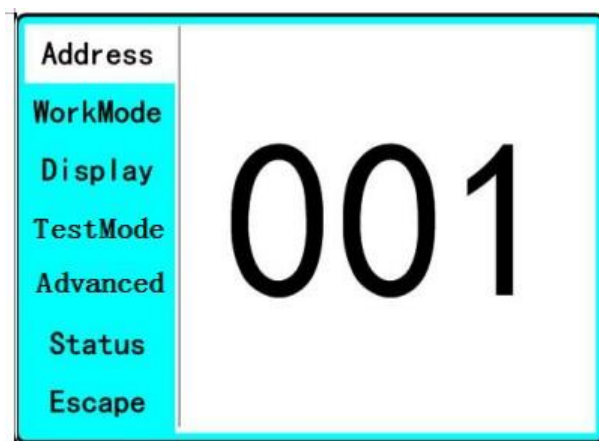 Address
WorkMode
Display
TestMode
Advanced
Status
Escape
001